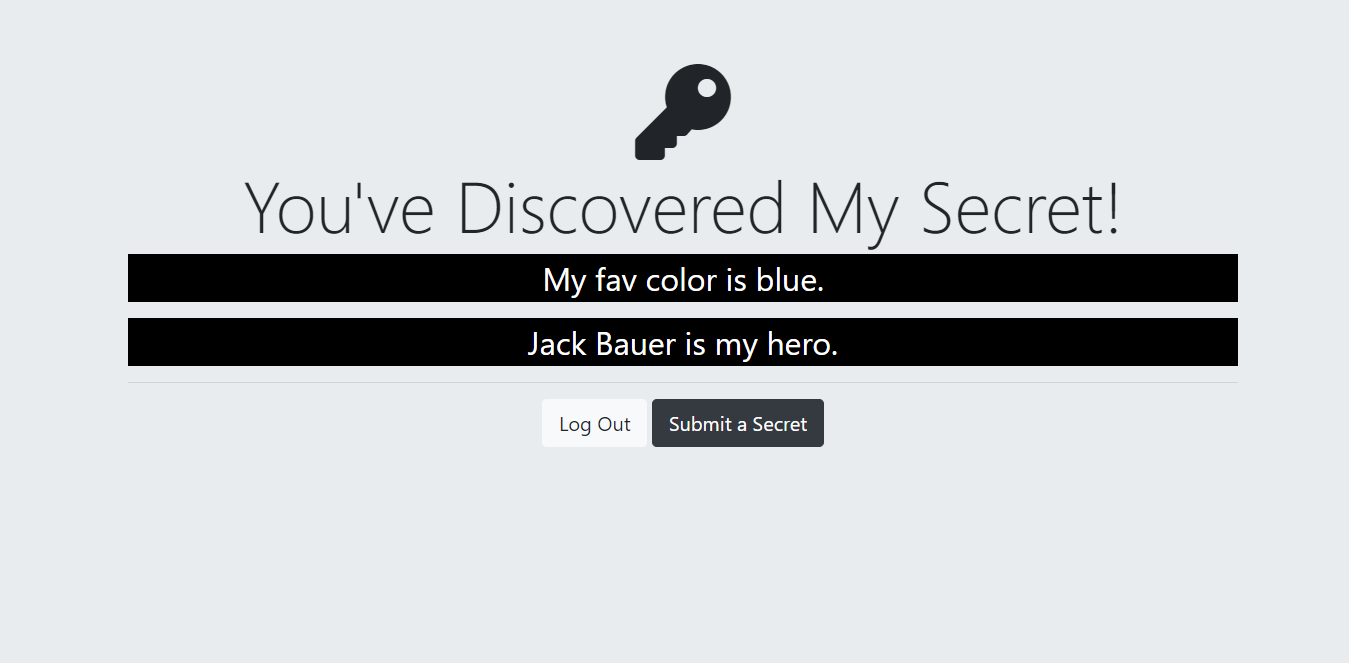 You've Discovered My Secret!
My fav color is blue.
Jack Bauer is my hero.
Log Out
Submit a Secret